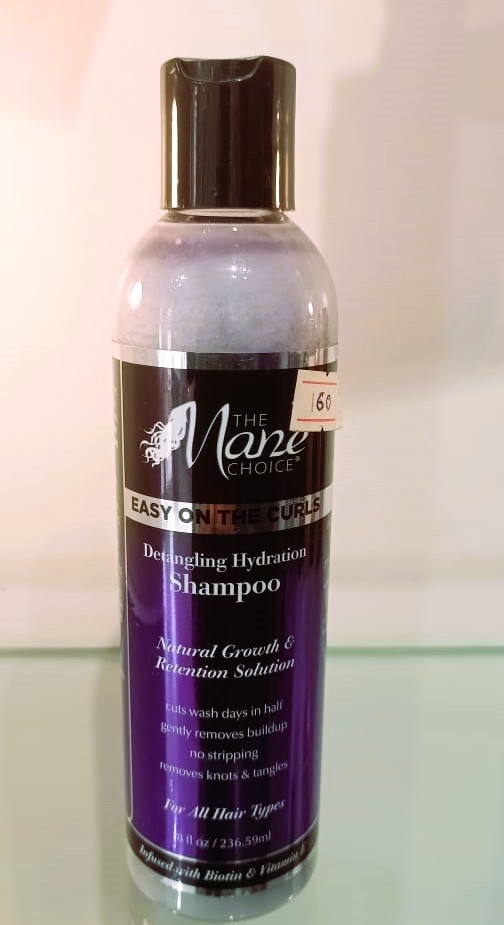 160
THE
Mane
CHOICE®
EASY ON THE CURLS
Detangling Hydration
Shampoo
Natural Growth &
Retention Solution
cuts wash days in half
gently removes buildup
no stripping
removes knots & tangles
For All Hair Types
8 fl oz / 236.59ml
Infused with Biotin & Vitamin